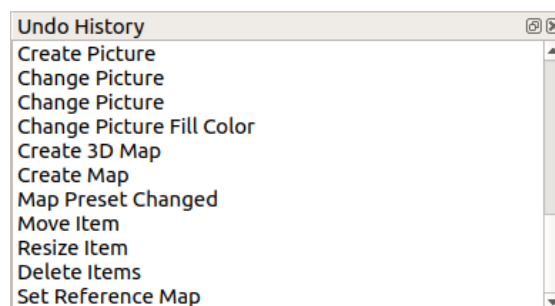 Undo History
Create Picture
Change Picture
Change Picture
Change Picture Fill Color
Create 3D Map
Create Map
Map Preset Changed
Move Item
Resize Item
Delete Items
Set Reference Map